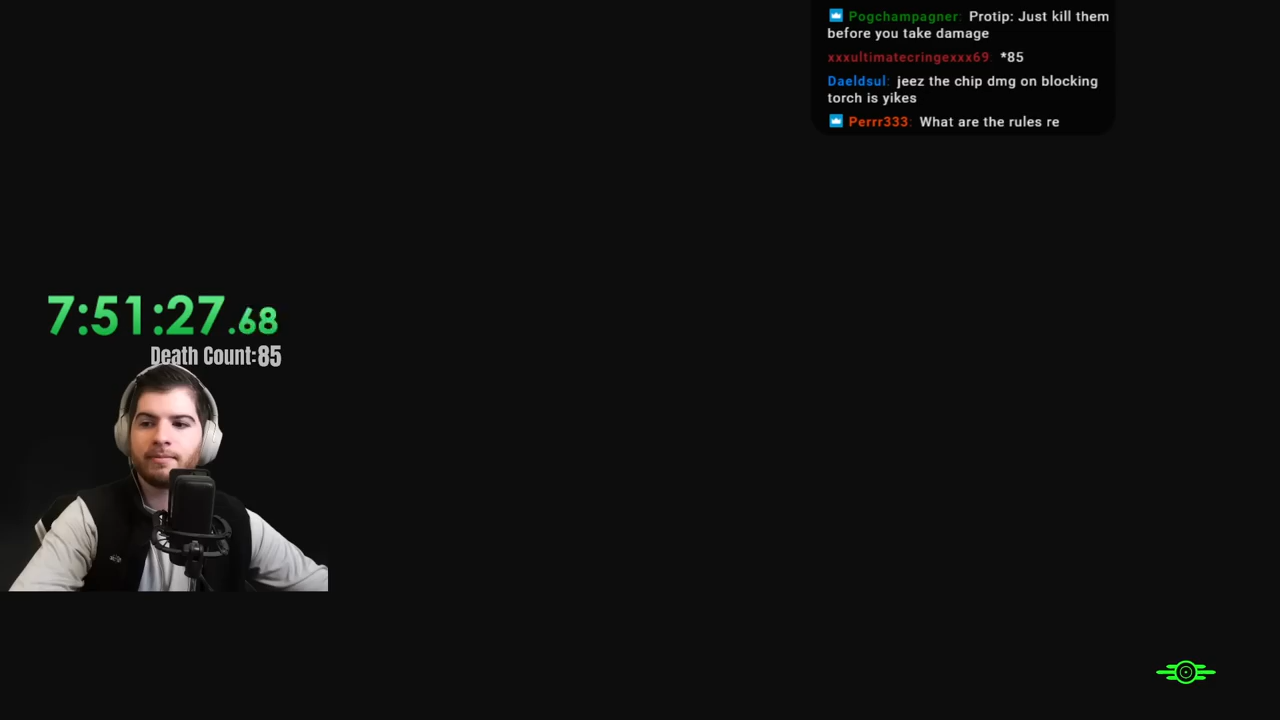 Pogchampagner: Protip: Just kill them
before you take damage
xxxultimatecringexxx69: *85
Daeldsul: jeez the chip dmg on blocking
torch is yikes
Perrr333: What are the rules re
7:51:27.68
Death Count:85